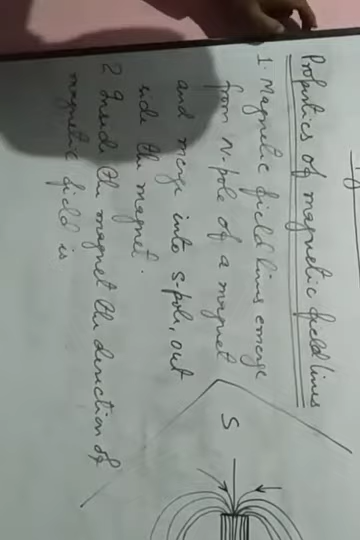 Properties of magnetic field lines
1. Magnetic field lines emerge
from N-pole of a magnet
and merge into S-pole, out
side the magnet.
2 Inside the magnet the direction of
magnetic field is
S